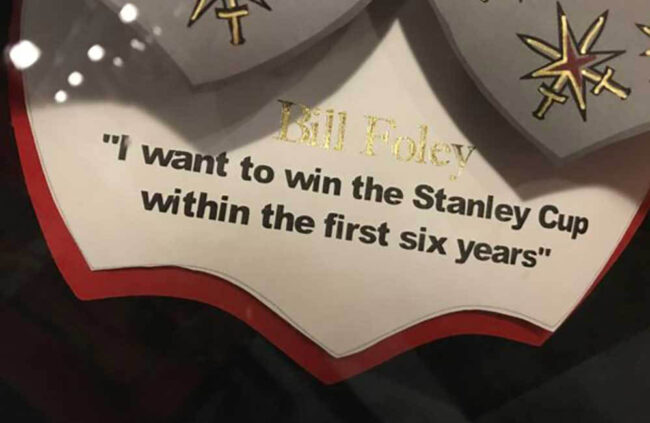 Bill Foley
"I want to win the Stanley Cup
within the first six years"